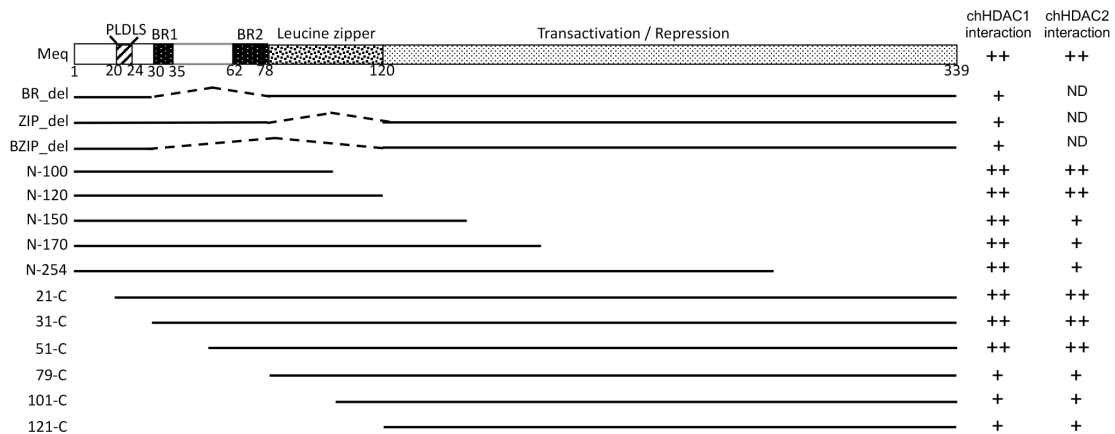 PLDLS BR1 BR2 Leucine zipper Transactivation / Repression chHDAC1 interaction chHDAC2 interaction
Meq ++ ++
1 20 24 30 35 62 78 120 339
BR_del + ND
ZIP_del + ND
BZIP_del + ND
N-100 ++ ++
N-120 ++ ++
N-150 ++ +
N-170 ++ +
N-254 ++ +
21-C ++ ++
31-C ++ ++
51-C ++ ++
79-C + +
101-C + +
121-C + +